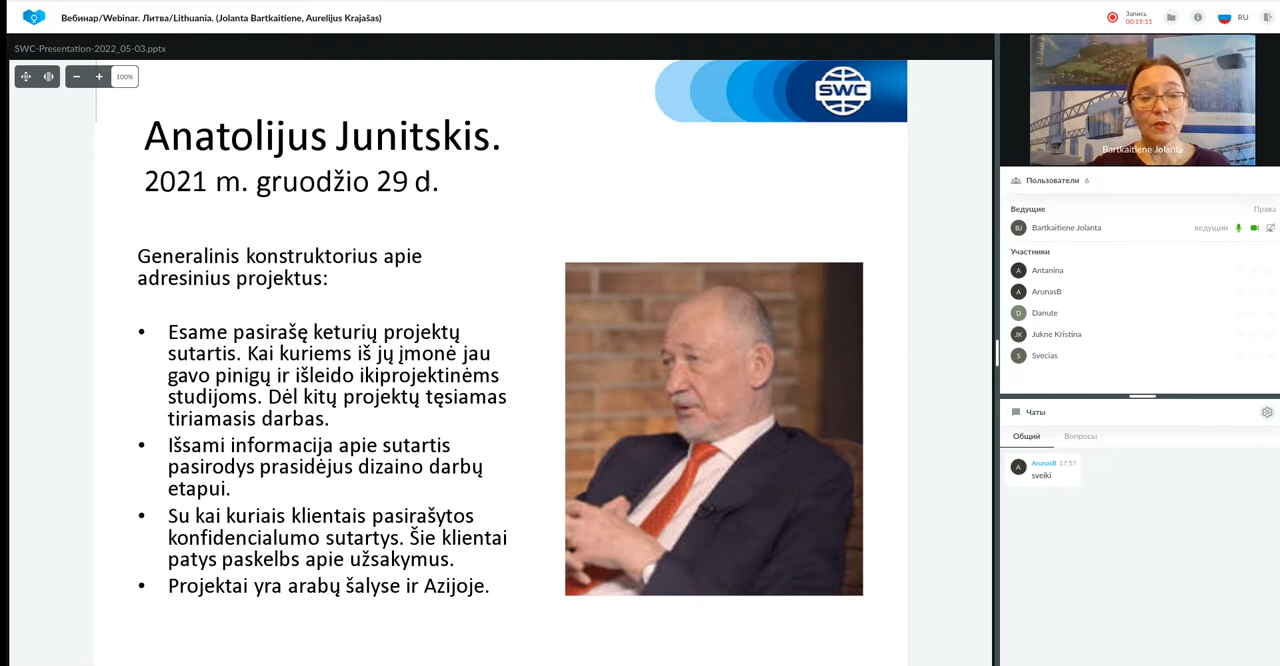 Вебинар/Webinar. Литва/Lithuania. (Jolanta Bartkaitiene, Aurelijus Krajašas)
Запись
00:19:11
RU
SWC-Presentation-2022_05-03.pptx
100%
SWC
Anatolijus Junitskis.
2021 m. gruodžio 29 d.
Generalinis konstruktorius apie
adresinius projektus:
• Esame pasirašę keturių projektų
sutartis. Kai kuriems iš jų įmonė jau
gavo pinigų ir išleido ikiprojektinėms
studijoms. Dėl kitų projektų tęsiamas
tiriamasis darbas.
• Išsami informacija apie sutartis
pasirodys prasidėjus dizaino darbų
etapui.
• Su kai kuriais klientais pasirašytos
konfidencialumo sutartys. Šie klientai
patys paskelbs apie užsakymus.
• Projektai yra arabų šalyse ir Azijoje.
Bartkaitiene Jolanta
Пользователи 6
Ведущие Права
BJ Bartkaitiene Jolanta ведущий
Участники
A Antanina
A ArunasB
D Danute
JK Jukne Kristina
S Svecias
Чаты
Общий Вопросы
A ArunasB 17:57
sveiki